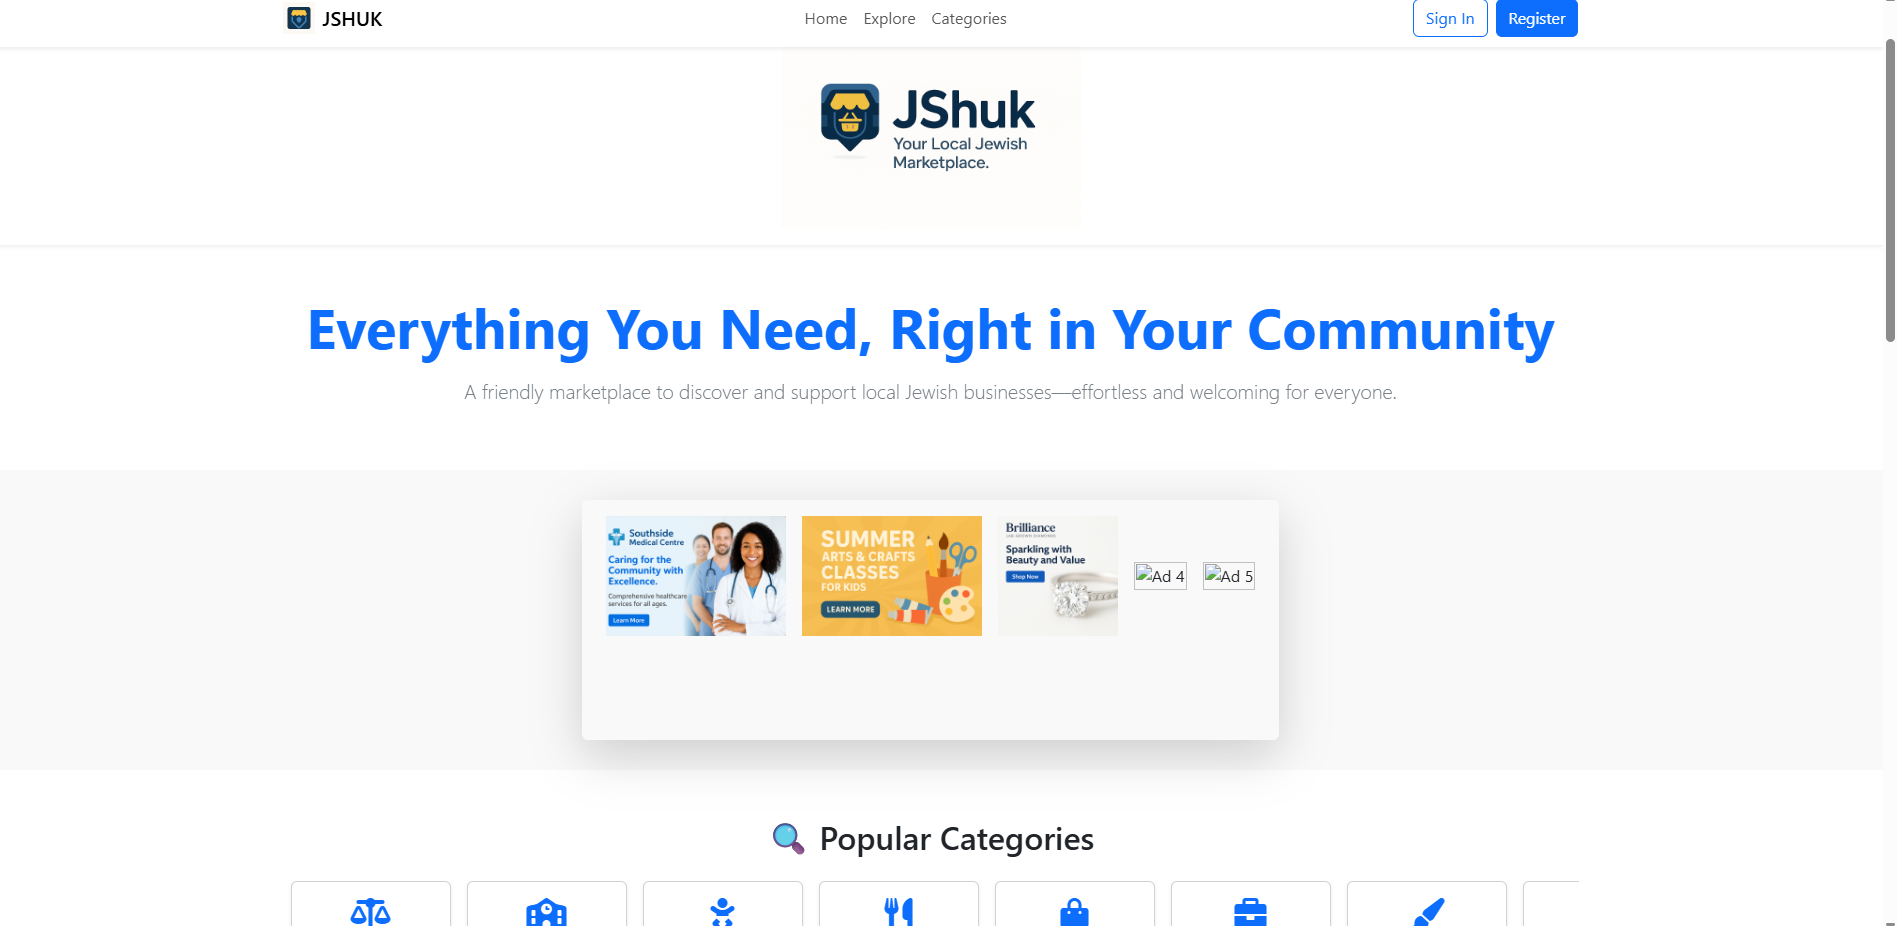 JSHUK
Home Explore Categories
Sign In Register
JShuk
Your Local Jewish
Marketplace.
Everything You Need, Right in Your Community
A friendly marketplace to discover and support local Jewish businesses—effortless and welcoming for everyone.
Southside
Medical Centre
Caring for the
Community with
Excellence.
Comprehensive healthcare
services for all ages.
Learn More
SUMMER
ARTS & CRAFTS
CLASSES
FOR KIDS
LEARN MORE
Brilliance
LAB GROWN DIAMONDS
Sparkling with
Beauty and Value
Shop Now
Ad 4
Ad 5
Popular Categories